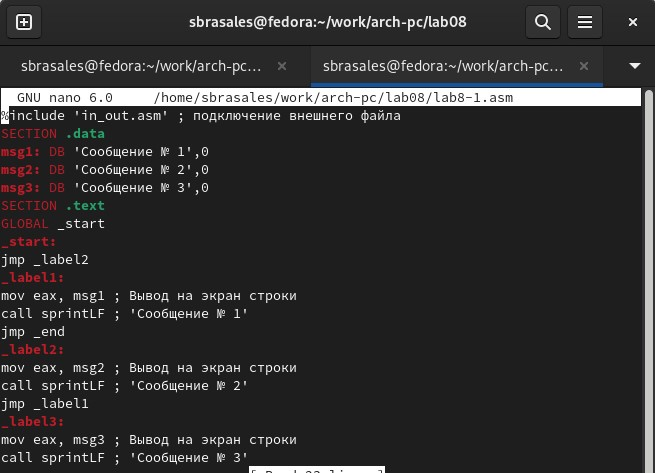 sbrasales@fedora:~/work/arch-pc/lab08
sbrasales@fedora:~/work/arch-pc... sbrasales@fedora:~/work/arch-pc...
GNU nano 6.0 /home/sbrasales/work/arch-pc/lab08/lab8-1.asm
%include 'in_out.asm' ; подключение внешнего файла
SECTION .data
msg1: DB 'Сообщение № 1',0
msg2: DB 'Сообщение № 2',0
msg3: DB 'Сообщение № 3',0
SECTION .text
GLOBAL _start
_start:
jmp _label2
_label1:
mov eax, msg1 ; Вывод на экран строки
call sprintLF ; 'Сообщение № 1'
jmp _end
_label2:
mov eax, msg2 ; Вывод на экран строки
call sprintLF ; 'Сообщение № 2'
jmp _label1
_label3:
mov eax, msg3 ; Вывод на экран строки
call sprintLF ; 'Сообщение № 3'